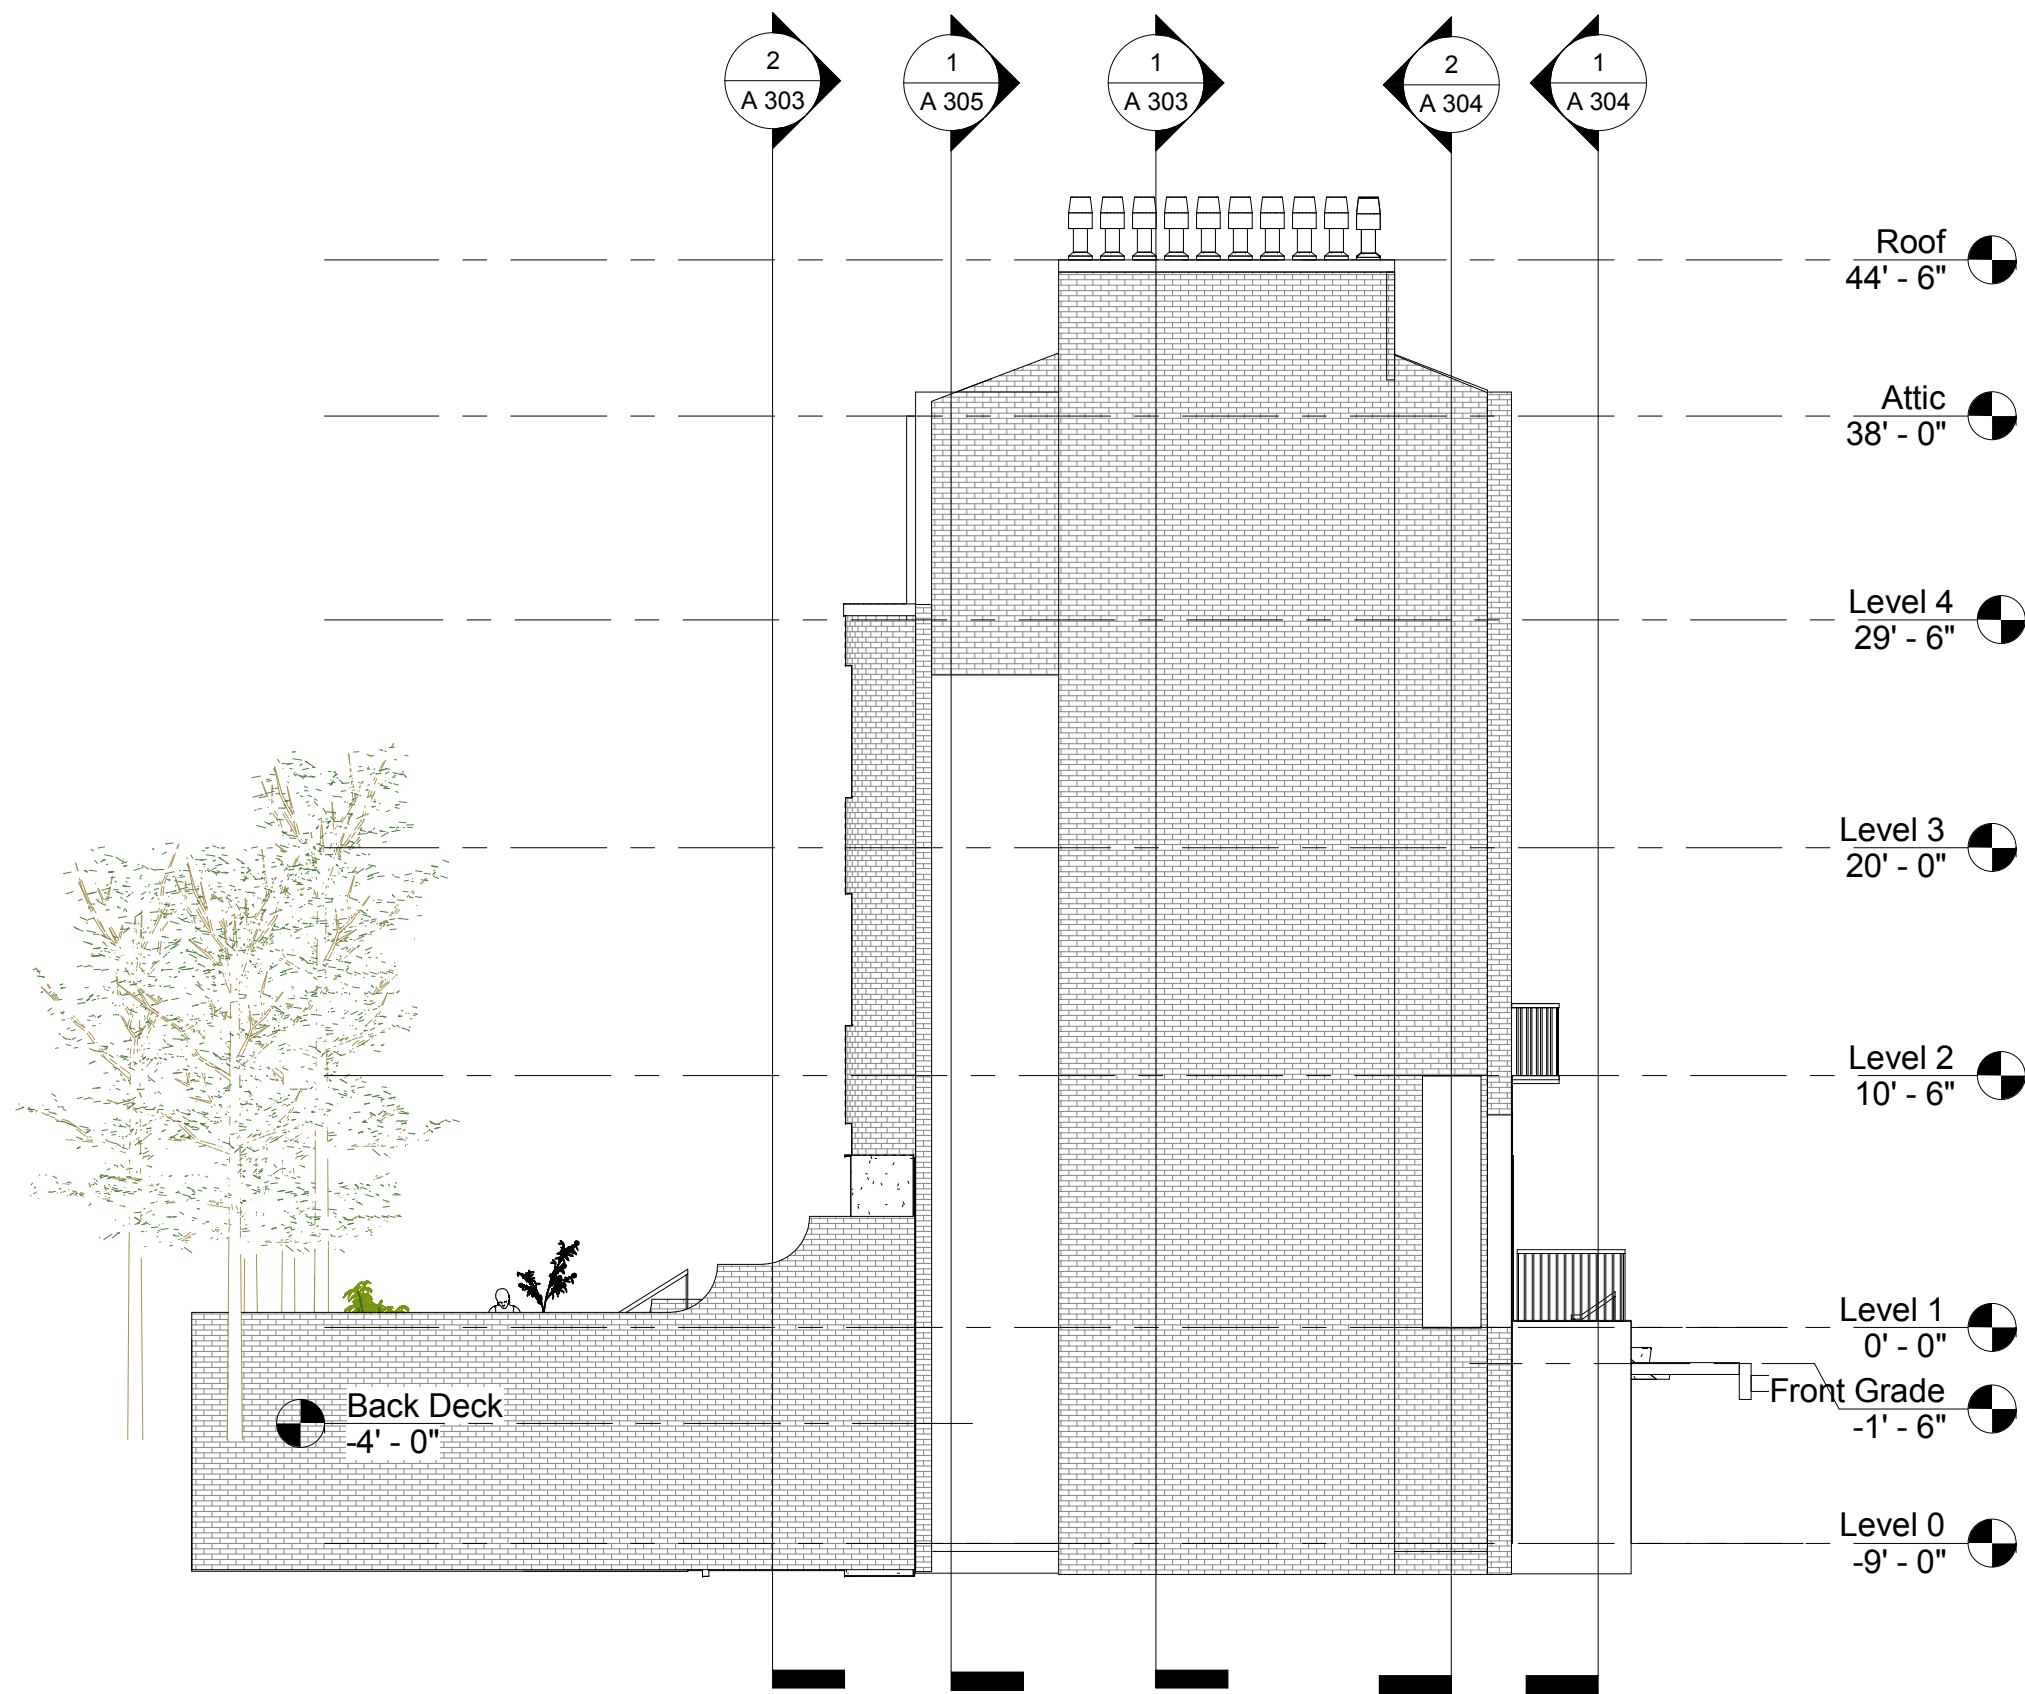 2
A 303
1
A 305
1
A 303
2
A 304
1
A 304
Roof
44' - 6"
Attic
38' - 0"
Level 4
29' - 6"
Level 3
20' - 0"
Level 2
10' - 6"
Level 1
0' - 0"
Front Grade
-1' - 6"
Back Deck
-4' - 0"
Level 0
-9' - 0"